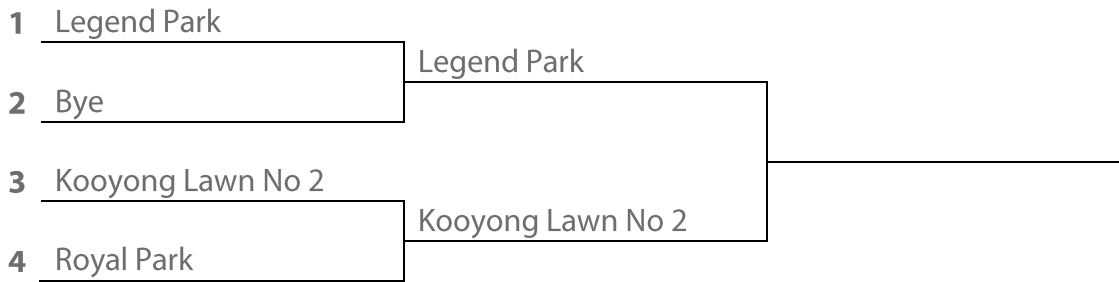 1 Legend Park
Legend Park
2 Bye
3 Kooyong Lawn No 2
Kooyong Lawn No 2
4 Royal Park